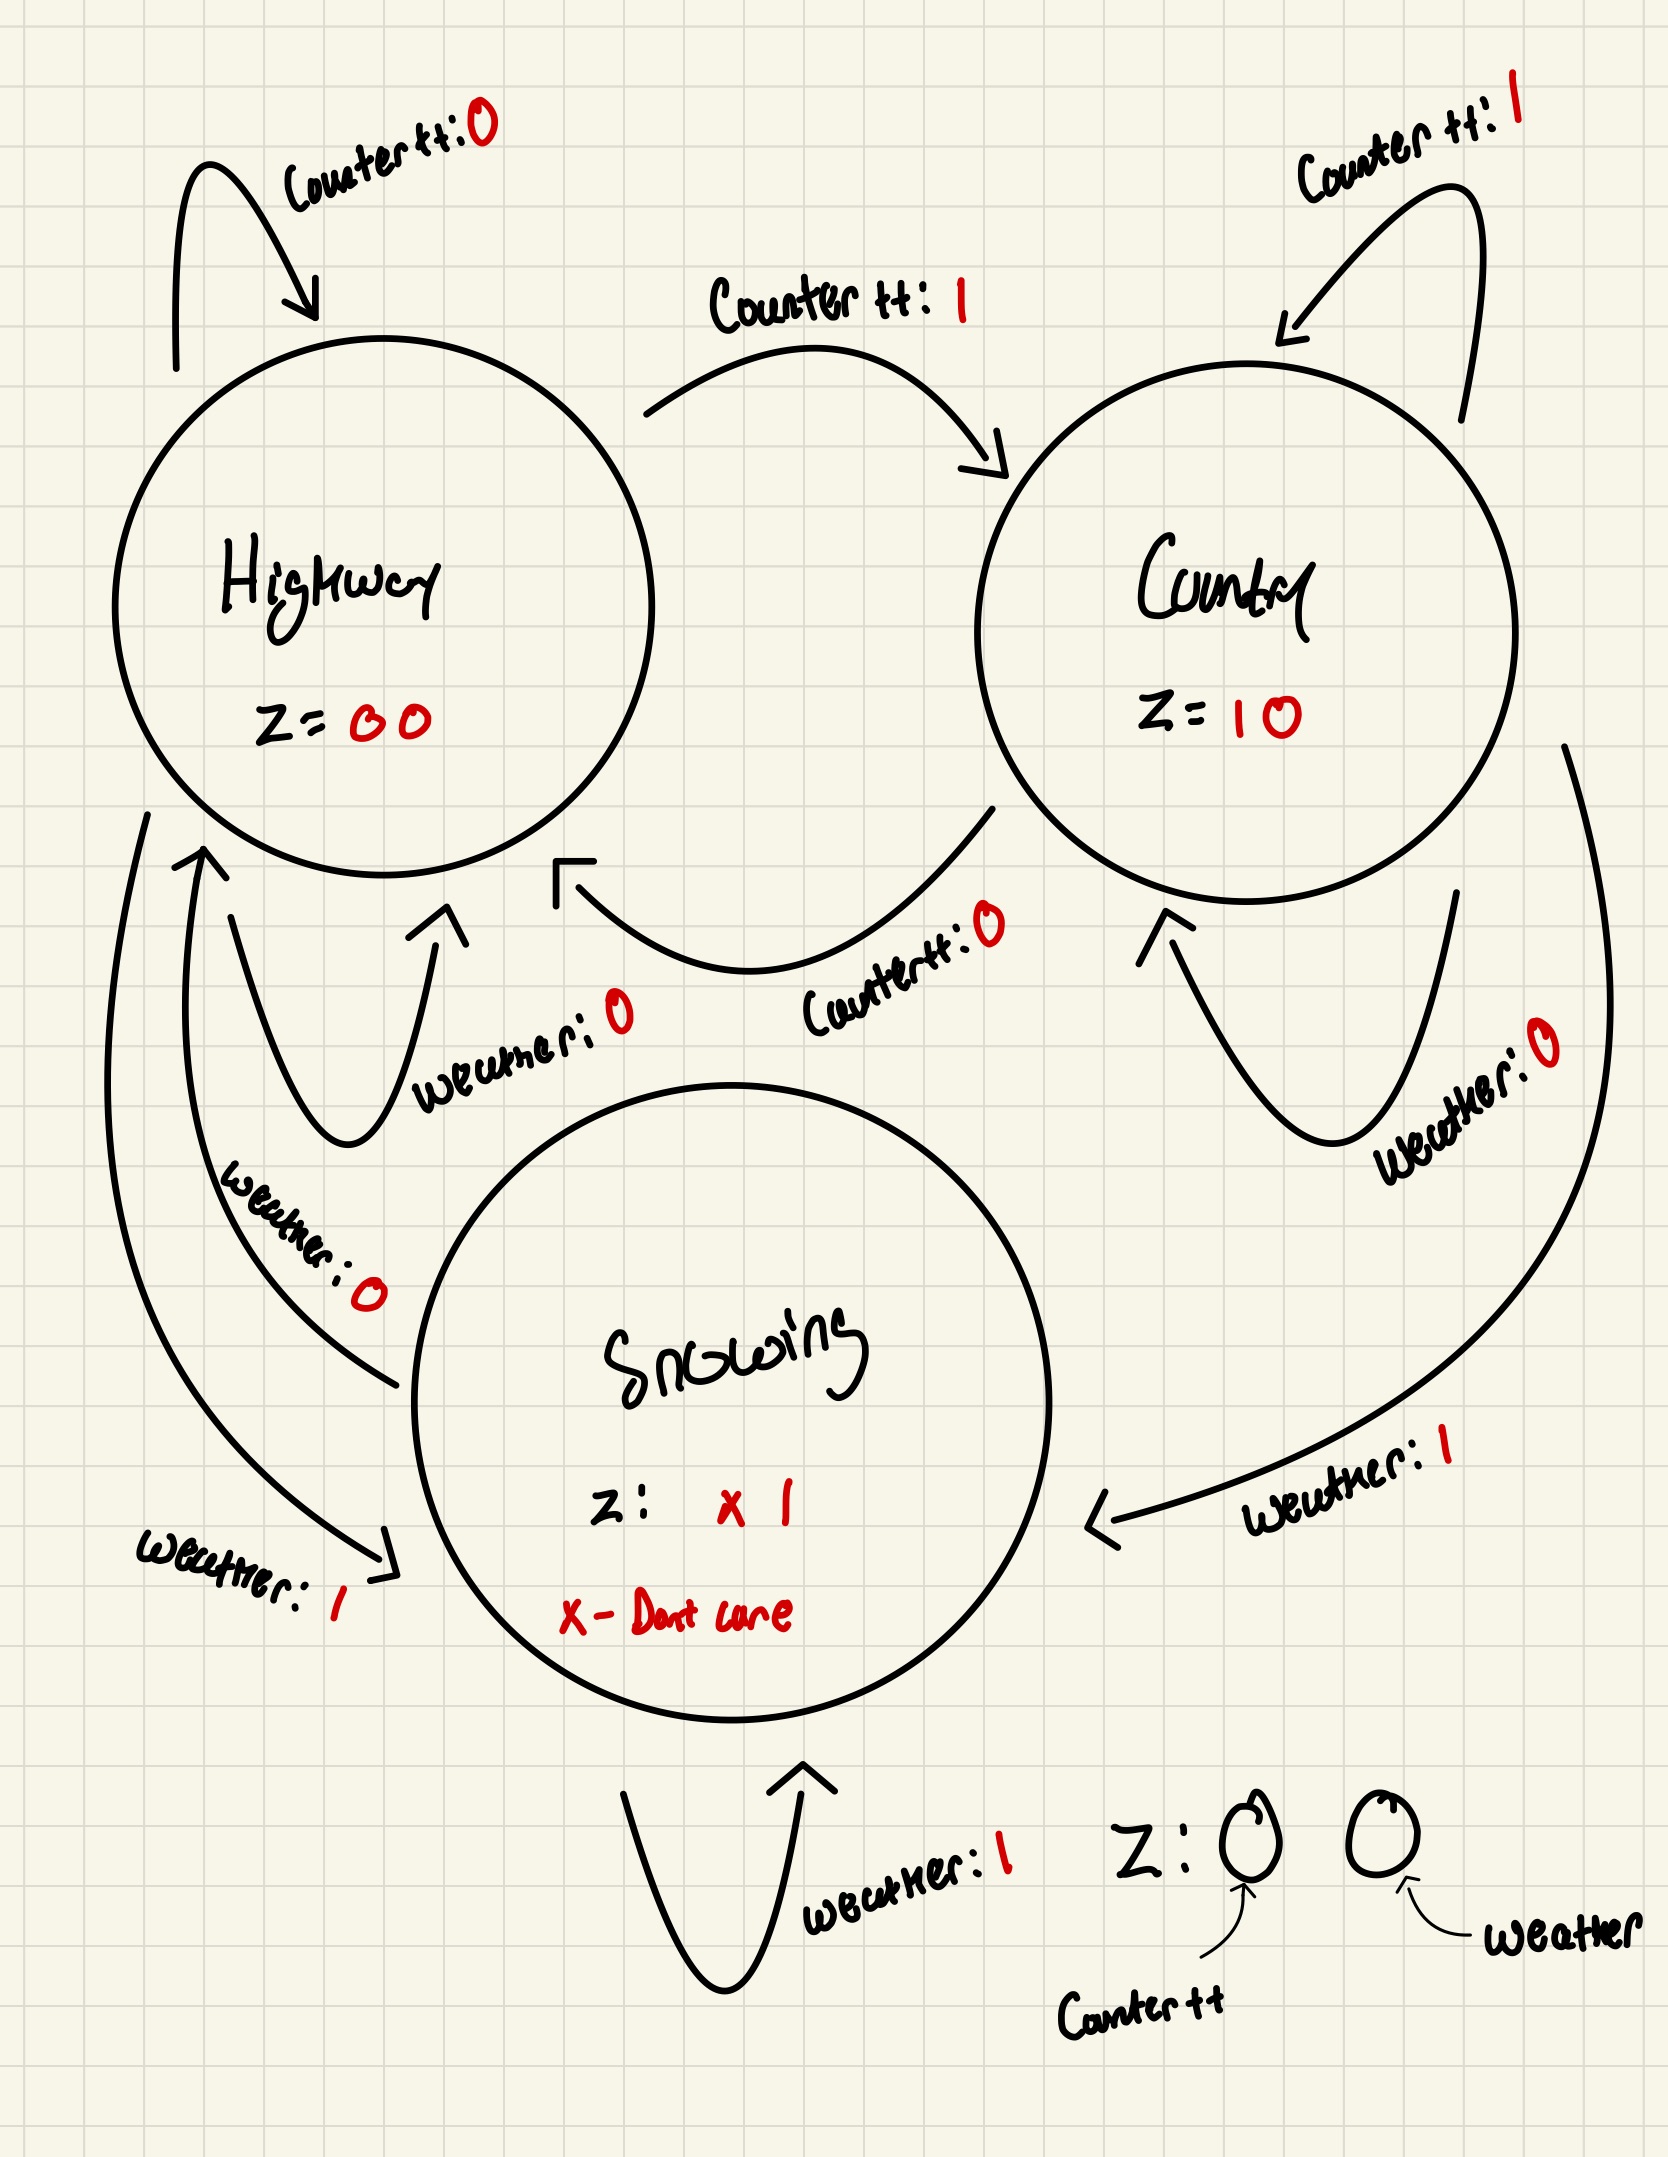 Counter++: 0
Counter ++: 1
Counter ++: 1
Highway
Z= 00
Country
Z= 10
Counter++: 0
weather: 0
weather: 0
weather: 0
Snowing
Z: X 1
X - Dont care
weather: 1
weather: 1
weather: 1
Z: 0 0
weather
Counter++